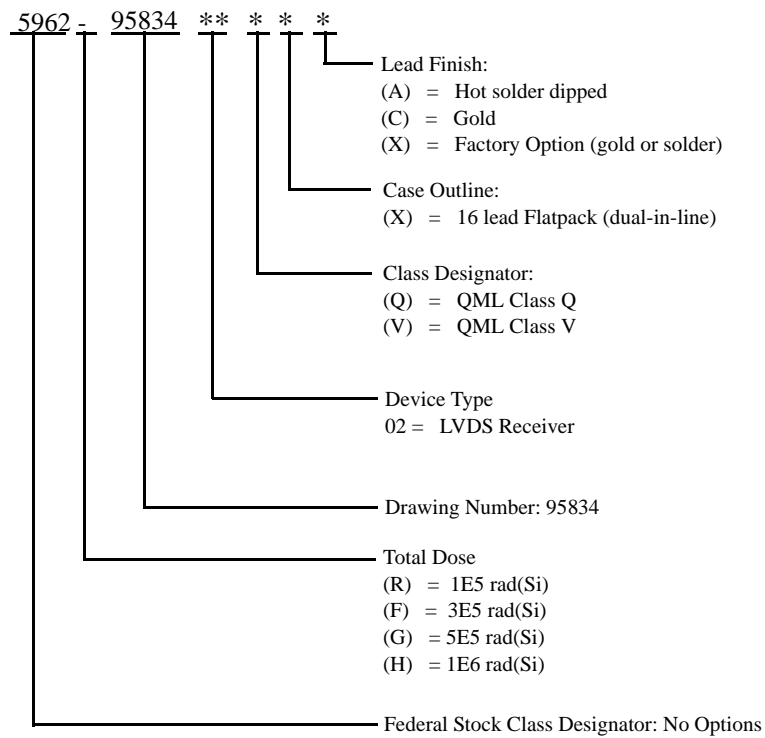 5962 - 95834 ** * * *
Lead Finish:
(A) = Hot solder dipped
(C) = Gold
(X) = Factory Option (gold or solder)
Case Outline:
(X) = 16 lead Flatpack (dual-in-line)
Class Designator:
(Q) = QML Class Q
(V) = QML Class V
Device Type
02 = LVDS Receiver
Drawing Number: 95834
Total Dose
(R) = 1E5 rad(Si)
(F) = 3E5 rad(Si)
(G) = 5E5 rad(Si)
(H) = 1E6 rad(Si)
Federal Stock Class Designator: No Options